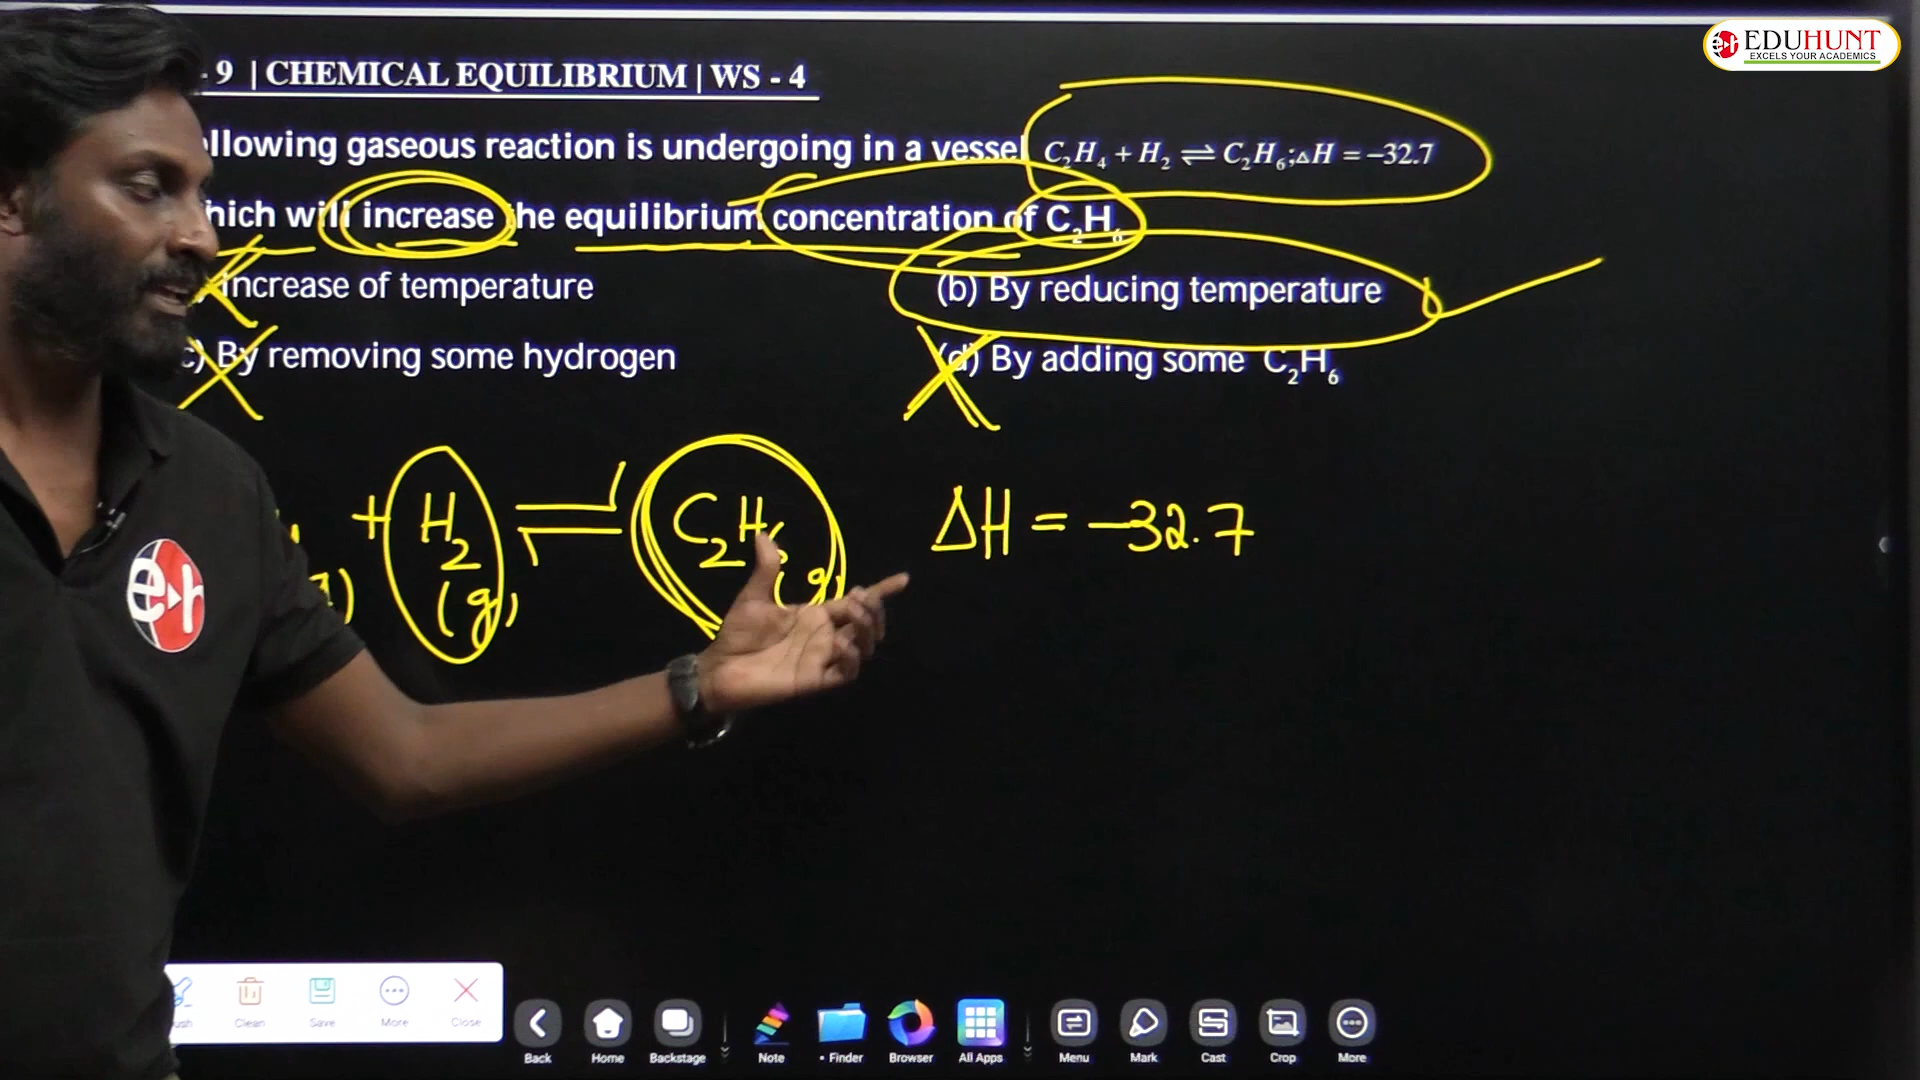 EDUHUNT
EXCELS YOUR ACADEMICS
- 9 | CHEMICAL EQUILIBRIUM | WS - 4
llowing gaseous reaction is undergoing in a vessel C₂H₄ + H₂ ⇌ C₂H₆; ΔH = −32.7
hich will increase the equilibrium concentration of C₂H₆
Increase of temperature
(b) By reducing temperature
c) By removing some hydrogen
(d) By adding some C₂H₆
+ H₂ (g) ⇌ C₂H₆ (g) ΔH = −32.7
e h
Clean Save More Close
Back Home Backstage Note • Finder Browser All Apps Menu Mark Cast Crop More